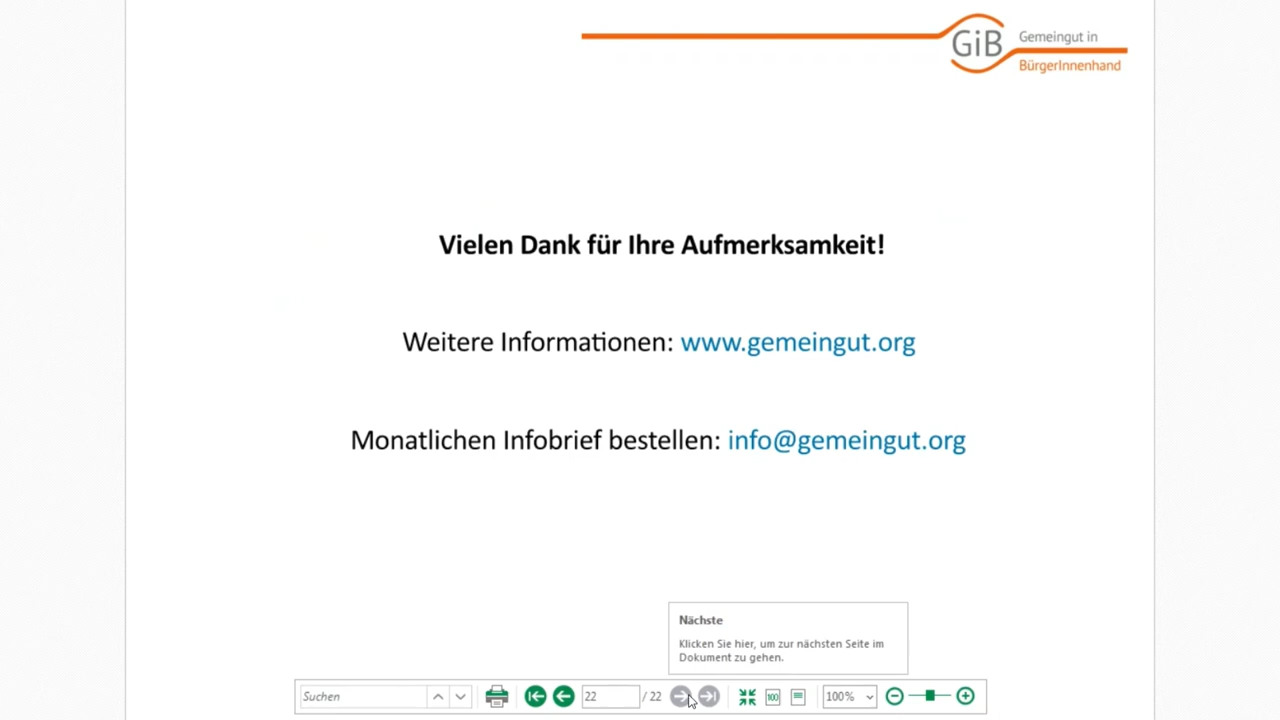 GiB Gemeingut in
BürgerInnenhand
Vielen Dank für Ihre Aufmerksamkeit!
Weitere Informationen: www.gemeingut.org
Monatlichen Infobrief bestellen: info@gemeingut.org
Nächste
Klicken Sie hier, um zur nächsten Seite im
Dokument zu gehen.
Suchen 22 / 22 100 100%